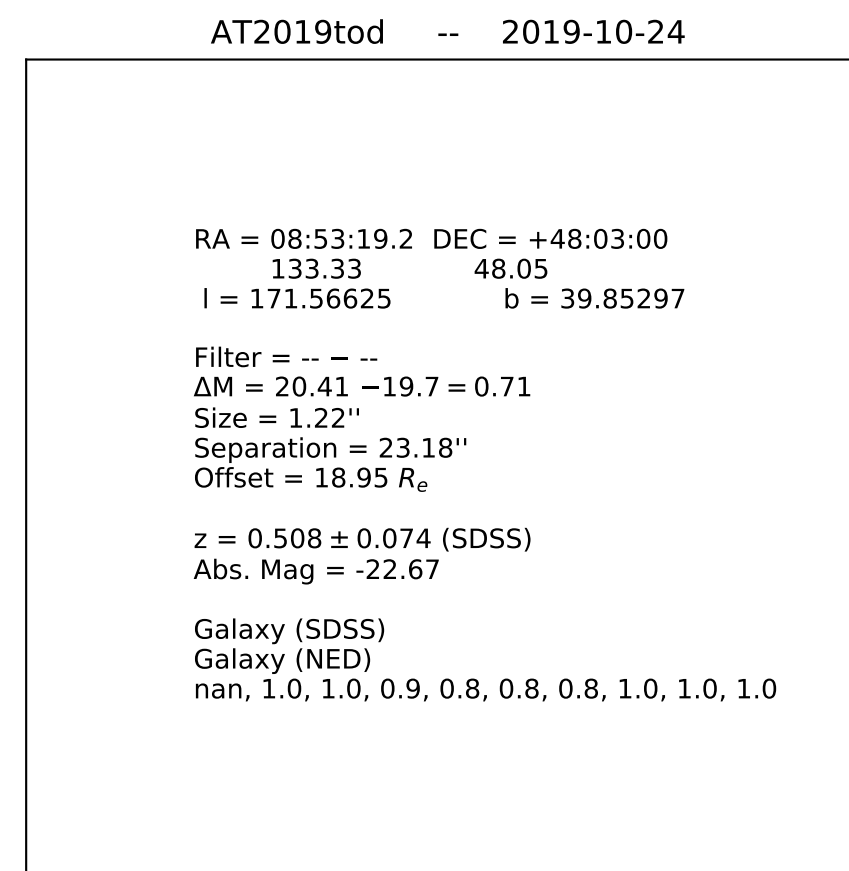 AT2019tod -- 2019-10-24
RA = 08:53:19.2 DEC = +48:03:00
133.33 48.05
l = 171.56625 b = 39.85297
Filter = -- − --
ΔM = 20.41 −19.7 = 0.71
Size = 1.22''
Separation = 23.18''
Offset = 18.95 Rₑ
z = 0.508 ± 0.074 (SDSS)
Abs. Mag = -22.67
Galaxy (SDSS)
Galaxy (NED)
nan, 1.0, 1.0, 0.9, 0.8, 0.8, 0.8, 1.0, 1.0, 1.0